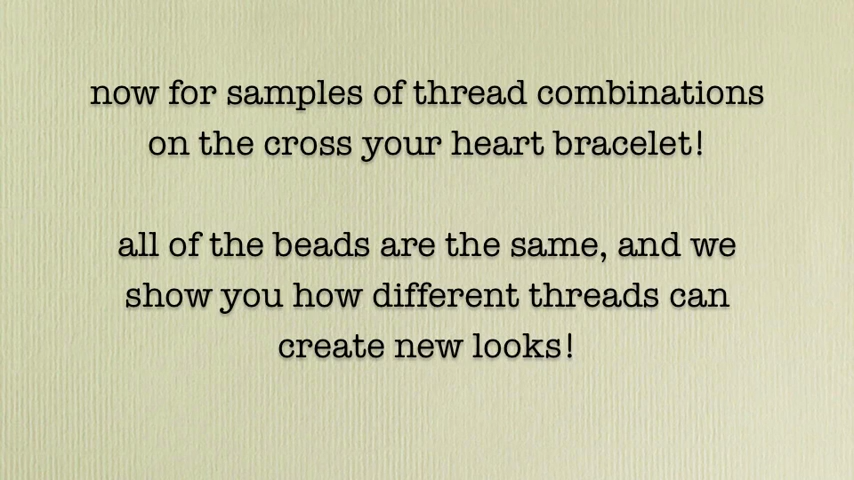 now for samples of thread combinations
on the cross your heart bracelet!
all of the beads are the same, and we
show you how different threads can
create new looks!